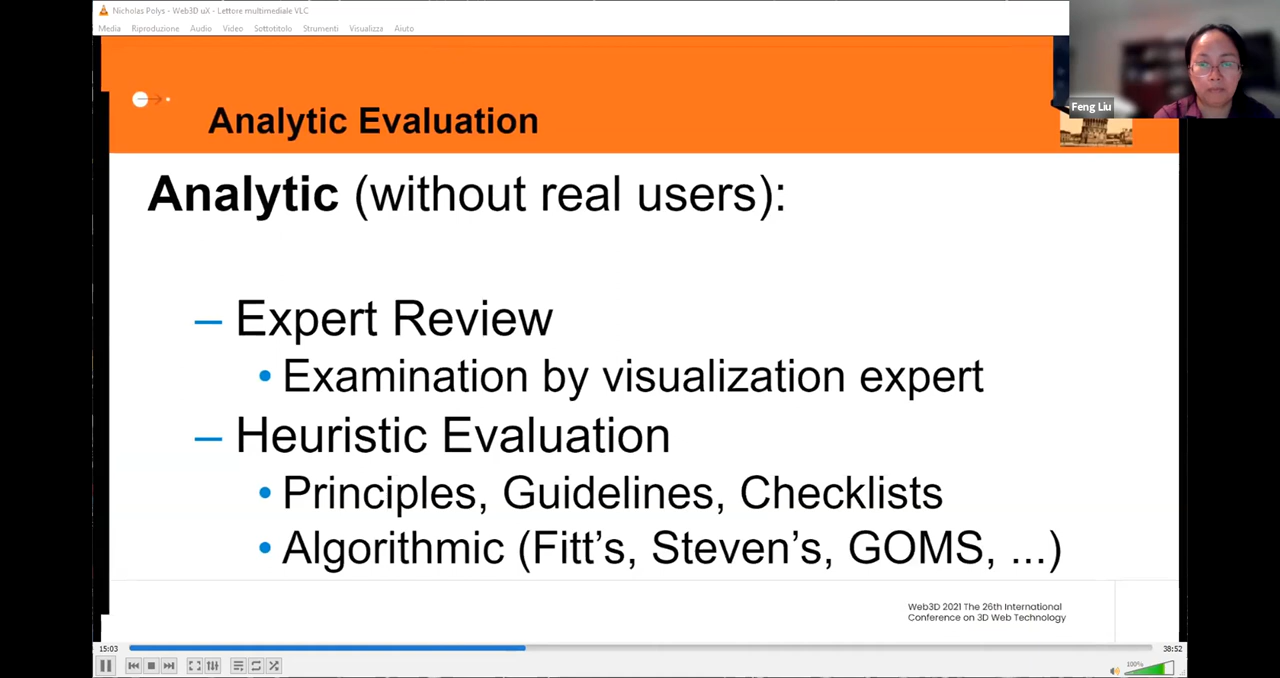 Nicholas Polys - Web3D uX - Lettore multimediale VLC
Media Riproduzione Audio Video Sottotitolo Strumenti Visualizza Aiuto
Feng Liu
Analytic Evaluation
Analytic (without real users):
– Expert Review
• Examination by visualization expert
– Heuristic Evaluation
• Principles, Guidelines, Checklists
• Algorithmic (Fitt’s, Steven’s, GOMS, ...)
Web3D 2021 The 26th International
Conference on 3D Web Technology
15:03 38:52
100%